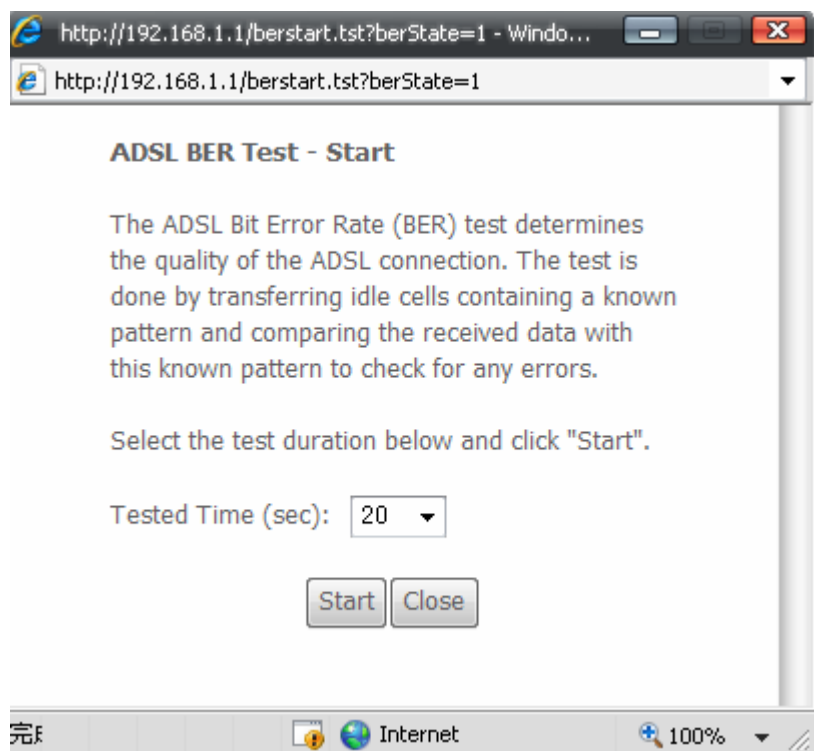 http://192.168.1.1/berstart.tst?berState=1 - Windo...
http://192.168.1.1/berstart.tst?berState=1
ADSL BER Test - Start
The ADSL Bit Error Rate (BER) test determines
the quality of the ADSL connection. The test is
done by transferring idle cells containing a known
pattern and comparing the received data with
this known pattern to check for any errors.
Select the test duration below and click "Start".
Tested Time (sec): 20
Start Close
完 Internet 100%